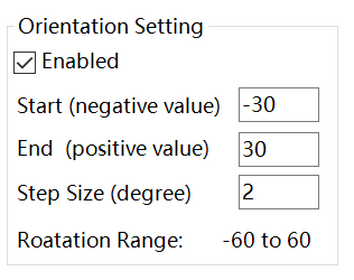 Orientation Setting
Enabled
Start (negative value) -30
End (positive value) 30
Step Size (degree) 2
Roatation Range: -60 to 60